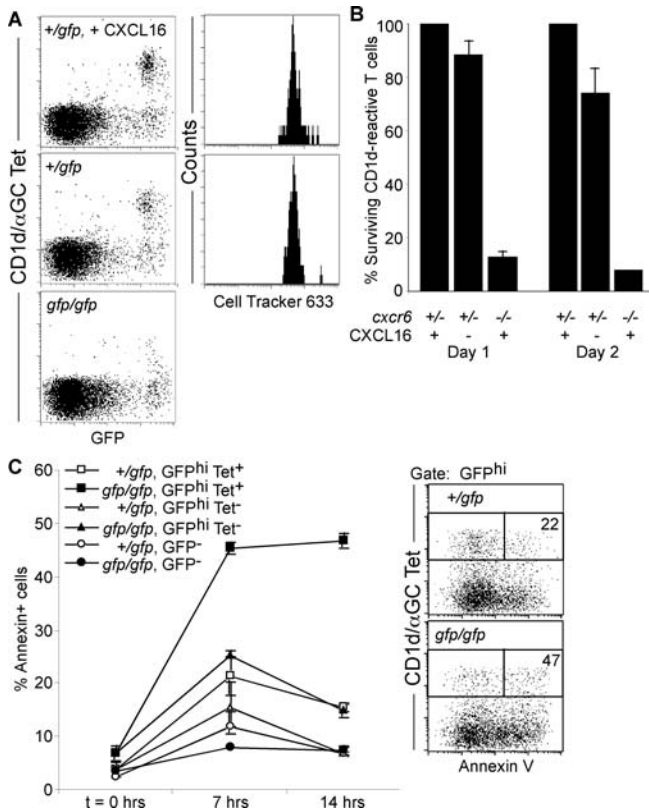 A
+/gfp, + CXCL16
+/gfp
gfp/gfp
CD1d/αGC Tet
GFP
Counts
Cell Tracker 633
B
% Surviving CD1d-reactive T cells
100
80
60
40
20
0
cxcr6 +/- +/- -/- +/- +/- -/-
CXCL16 + - + + - +
Day 1 Day 2
C
% Annexin+ cells
60
50
40
30
20
10
0
+/gfp, GFPhi Tet+
gfp/gfp, GFPhi Tet+
+/gfp, GFPhi Tet-
gfp/gfp, GFPhi Tet-
+/gfp, GFP-
gfp/gfp, GFP-
t = 0 hrs 7 hrs 14 hrs
Gate: GFPhi
+/gfp
22
gfp/gfp
47
CD1d/αGC Tet
Annexin V